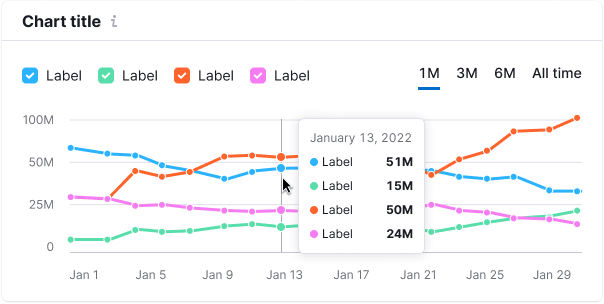 Chart title i
Label Label Label Label 1M 3M 6M All time
100M
50M
25M
0
January 13, 2022
Label 51M
Label 15M
Label 50M
Label 24M
Jan 1 Jan 5 Jan 9 Jan 13 Jan 17 Jan 21 Jan 25 Jan 29